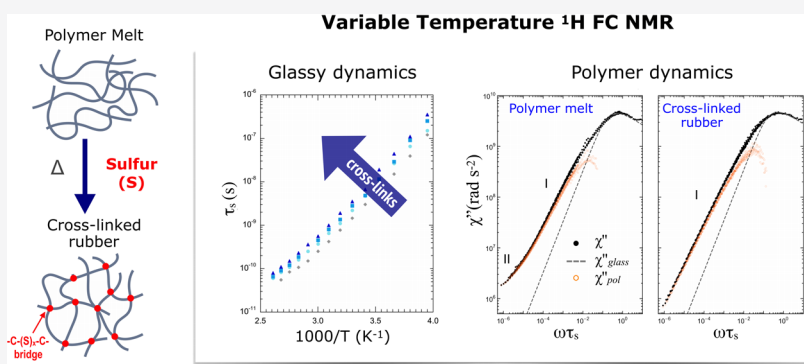 Variable Temperature ¹H FC NMR
Polymer Melt
Δ
Sulfur
(S)
Cross-linked
rubber
-C-(S)ₙ-C-
bridge
Glassy dynamics
10⁻⁵
10⁻⁶
10⁻⁷
10⁻⁸
10⁻⁹
10⁻¹⁰
10⁻¹¹
τₛ (s)
cross-links
2.5
3.0
3.5
4.0
1000/T (K⁻¹)
Polymer dynamics
Polymer melt
10¹⁰
10⁹
10⁸
10⁷
10⁶
χ''(rad s⁻²)
I
II
χ''
χ''glass
χ''pol
10⁻⁶
10⁻⁴
10⁻²
10⁰
ωτₛ
Cross-linked
rubber
I
10⁻⁶
10⁻⁴
10⁻²
10⁰
ωτₛ